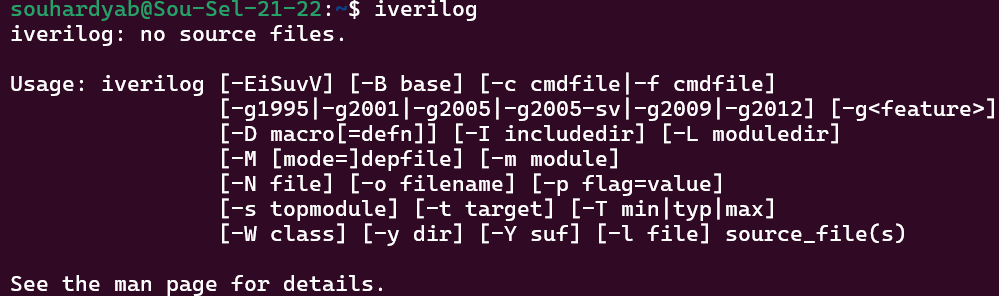 souhardyab@Sou-Sel-21-22:~$ iverilog
iverilog: no source files.

Usage: iverilog [-EiSuvV] [-B base] [-c cmdfile|-f cmdfile]
                [-g1995|-g2001|-g2005|-g2005-sv|-g2009|-g2012] [-g<feature>]
                [-D macro[=defn]] [-I includedir] [-L moduledir]
                [-M [mode=]depfile] [-m module]
                [-N file] [-o filename] [-p flag=value]
                [-s topmodule] [-t target] [-T min|typ|max]
                [-W class] [-y dir] [-Y suf] [-l file] source_file(s)

See the man page for details.